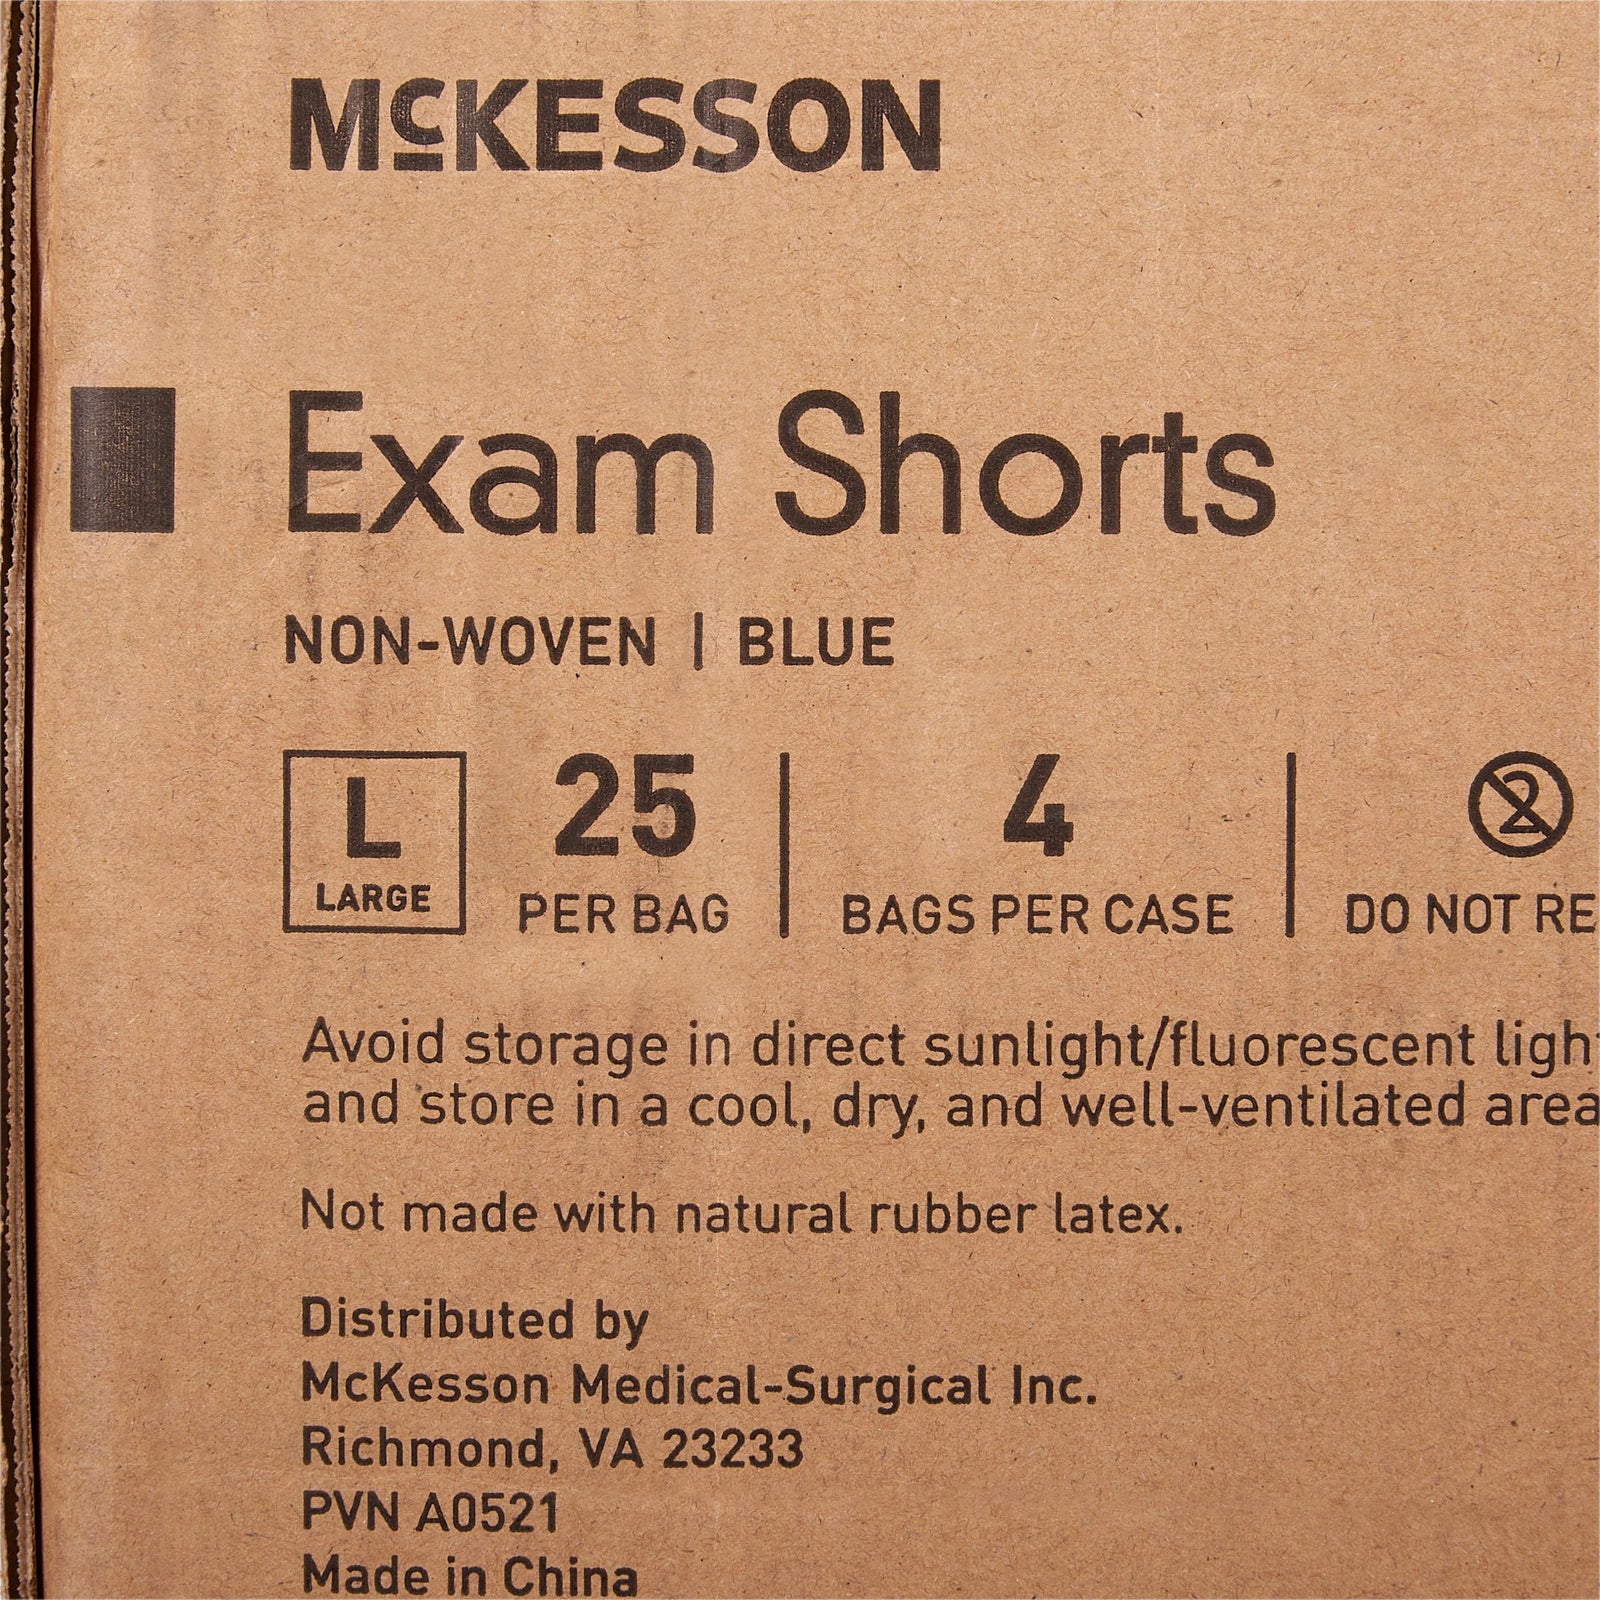 McKESSON
Exam Shorts
NON-WOVEN | BLUE
L
LARGE
25
PER BAG
4
BAGS PER CASE
2
DO NOT RE
Avoid storage in direct sunlight/fluorescent ligh
and store in a cool, dry, and well-ventilated area
Not made with natural rubber latex.
Distributed by
McKesson Medical-Surgical Inc.
Richmond, VA 23233
PVN A0521
Made in China